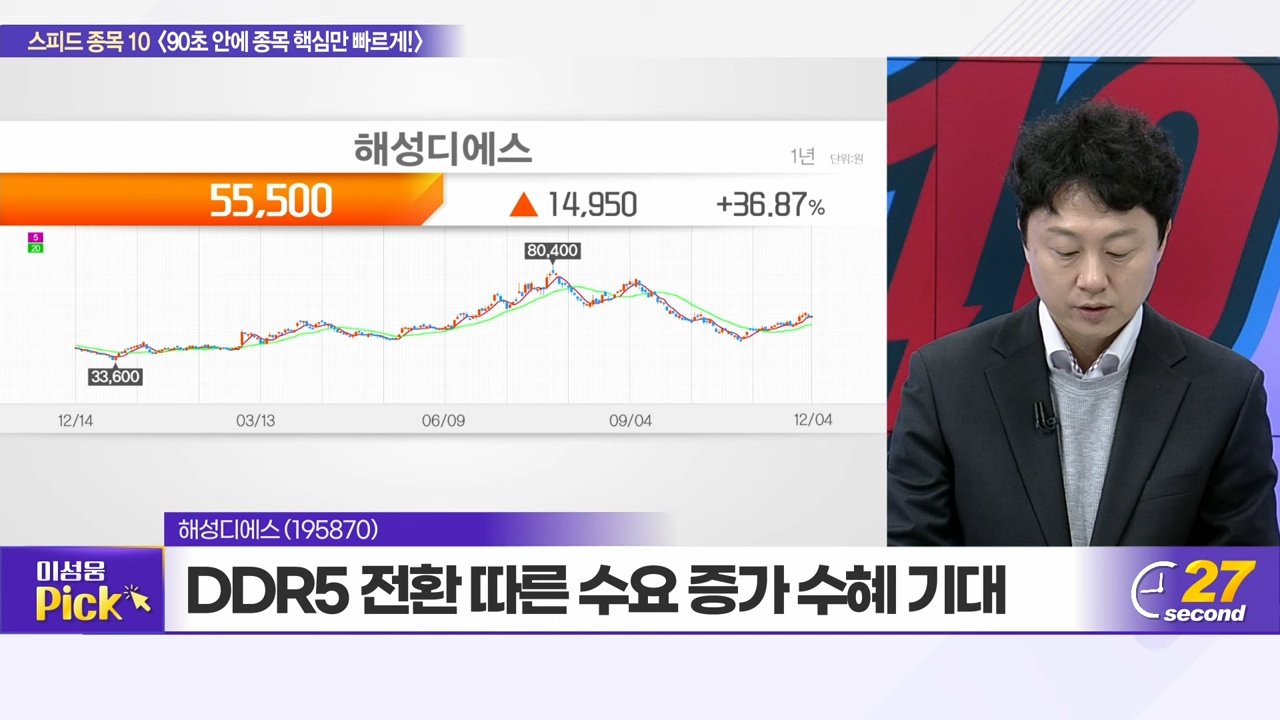 스피드 종목 10 〈90초 안에 종목 핵심만 빠르게!〉
해성디에스
1년 단위:원
55,500 ▲ 14,950 +36.87%
5
20
80,400
33,600
12/14 03/13 06/09 09/04 12/04
해성디에스 (195870)
이성웅
Pick
DDR5 전환 따른 수요 증가 수혜 기대
27
second